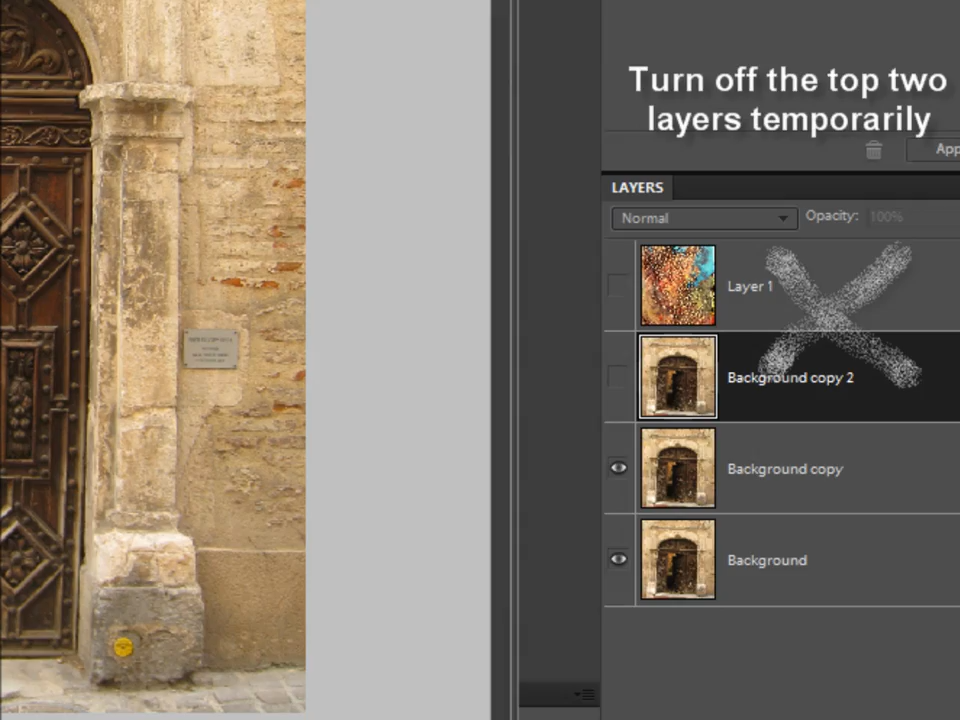 Turn off the top two
layers temporarily
App
LAYERS
Normal
Opacity: 100%
Layer 1
Background copy 2
Background copy
Background